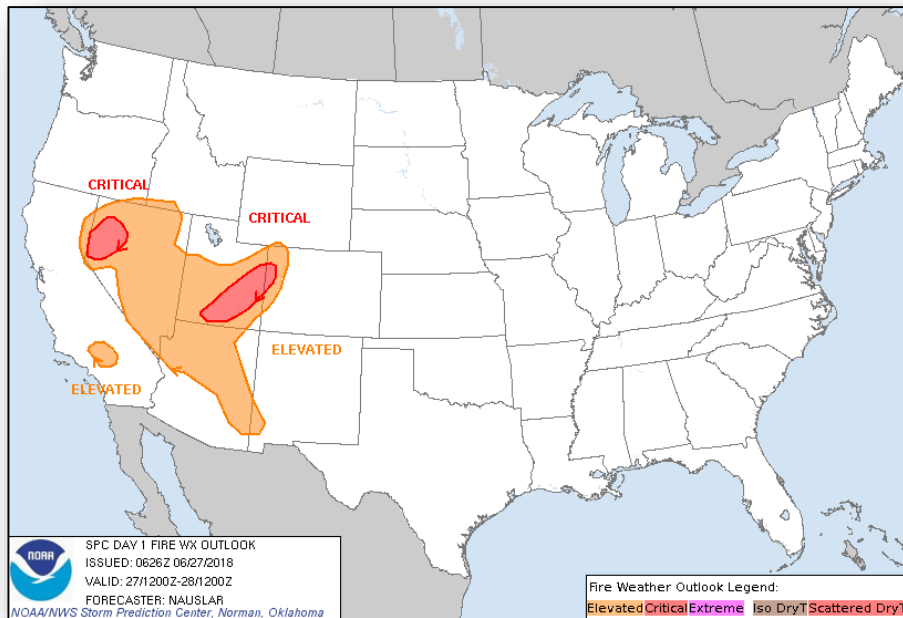 CRITICAL
CRITICAL
ELEVATED
ELEVATED
NOAA
SPC DAY 1 FIRE WX OUTLOOK
ISSUED: 0626Z 06/27/2018
VALID: 27/1200Z-28/1200Z
FORECASTER: NAUSLAR
NOAA/NWS Storm Prediction Center, Norman, Oklahoma
Fire Weather Outlook Legend:
Elevated Critical Extreme Iso DryT Scattered DryT